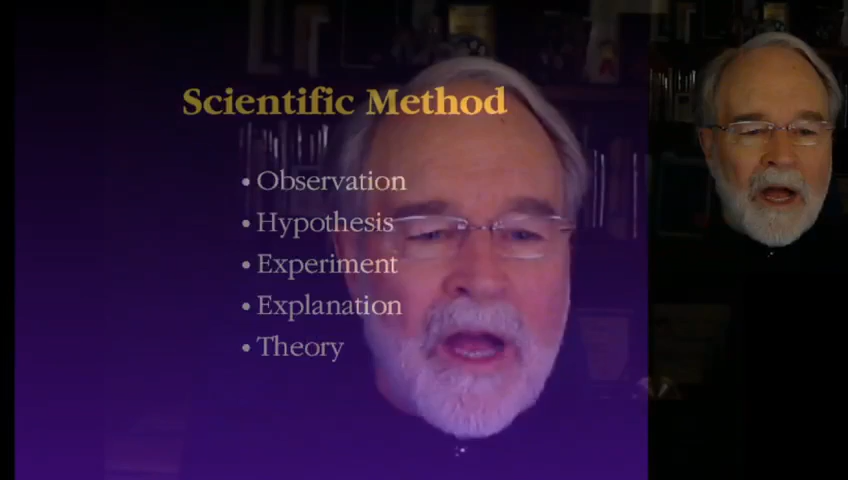 Scientific Method
• Observation
• Hypothesis
• Experiment
• Explanation
• Theory